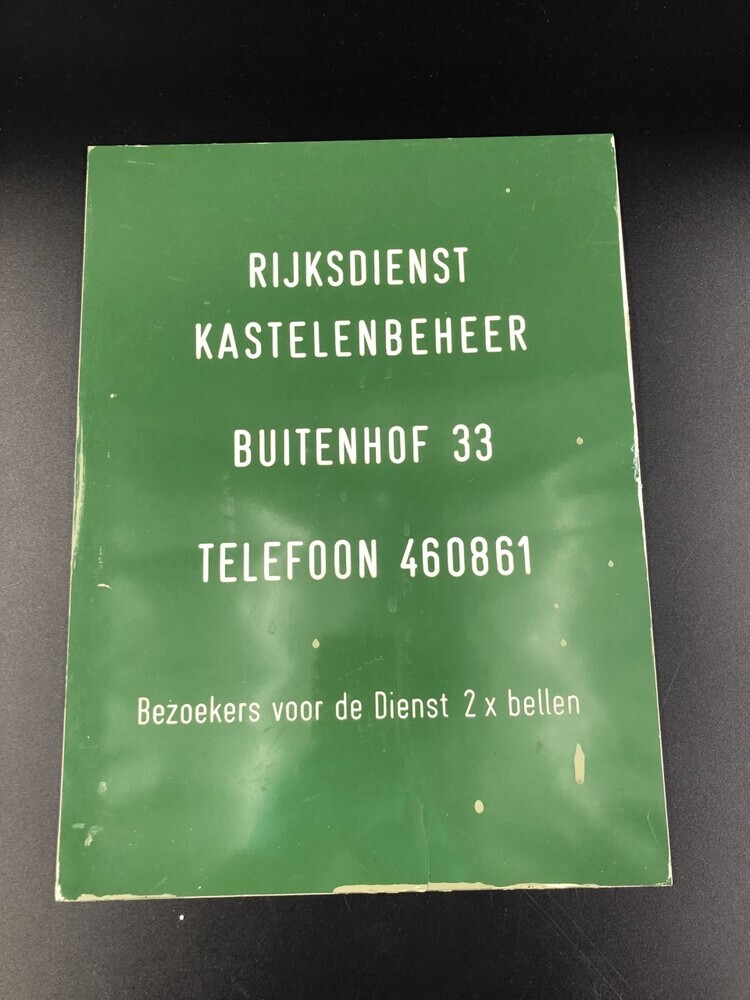 RIJKSDIENST
KASTELENBEHEER
BUITENHOF 33
TELEFOON 460861
Bezoekers voor de Dienst 2 x bellen